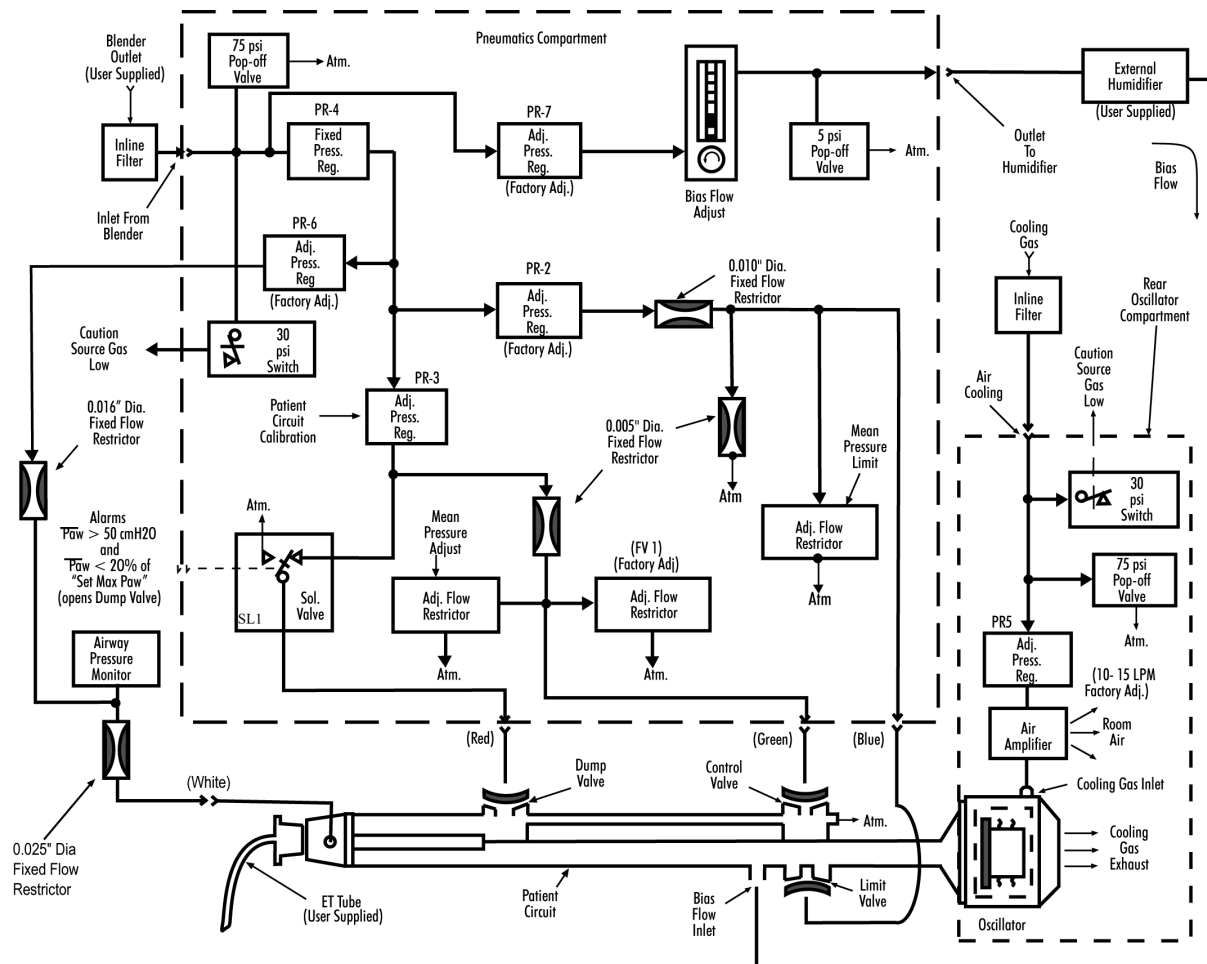 Pneumatics Compartment
Blender
Outlet
(User Supplied)
75 psi
Pop-off
Valve
Atm.
Inline
Filter
Inlet From
Blender
PR-4
Fixed
Press.
Reg.
PR-7
Adj.
Press.
Reg.
(Factory Adj.)
Bias Flow
Adjust
5 psi
Pop-off
Valve
Atm.
Outlet
To
Humidifier
External
Humidifier
(User Supplied)
Bias
Flow
PR-6
Adj.
Press.
Reg.
(Factory Adj.)
PR-2
Adj.
Press.
Reg.
(Factory Adj.)
0.010" Dia.
Fixed Flow
Restrictor
Cooling
Gas
Inline
Filter
Rear
Oscillator
Compartment
Caution
Source Gas
Low
30
psi
Switch
PR-3
Adj.
Press.
Reg.
Patient
Circuit
Calibration
0.016" Dia.
Fixed Flow
Restrictor
0.005" Dia.
Fixed Flow
Restrictor
Atm
Mean
Pressure
Limit
Air
Cooling
Caution
Source
Gas
Low
30
psi
Switch
Alarms
Paw > 50 cmH2O
and
Paw < 20% of
"Set Max Paw"
(opens Dump Valve)
Atm.
Sol.
Valve
SL1
Mean
Pressure
Adjust
Adj. Flow
Restrictor
Atm.
(FV 1)
(Factory Adj)
Adj. Flow
Restrictor
Atm.
Adj. Flow
Restrictor
Atm
75 psi
Pop-off
Valve
Atm.
PR5
Adj.
Press.
Reg.
(10- 15 LPM
Factory Adj.)
Air
Amplifier
Room
Air
Cooling Gas Inlet
Airway
Pressure
Monitor
(Red)
(Green)
(Blue)
(White)
Dump
Valve
Control
Valve
Atm.
0.025" Dia
Fixed Flow
Restrictor
ET Tube
(User Supplied)
Patient
Circuit
Bias
Flow
Inlet
Limit
Valve
Cooling
Gas
Exhaust
Oscillator